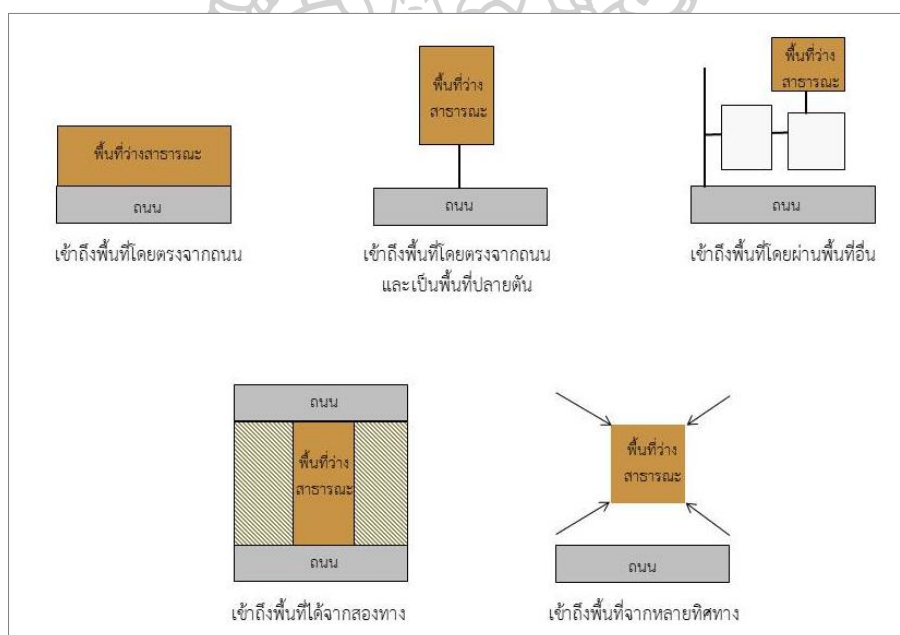 พื้นที่ว่างสาธารณะ
ถนน
เข้าถึงพื้นที่โดยตรงจากถนน
พื้นที่ว่าง
สาธารณะ
ถนน
เข้าถึงพื้นที่โดยตรงจากถนน
และเป็นพื้นที่ปลายตัน
พื้นที่ว่าง
สาธารณะ
ถนน
เข้าถึงพื้นที่โดยผ่านพื้นที่อื่น
ถนน
พื้นที่ว่าง
สาธารณะ
ถนน
เข้าถึงพื้นที่ได้จากสองทาง
พื้นที่ว่าง
สาธารณะ
ถนน
เข้าถึงพื้นที่จากหลายทิศทาง